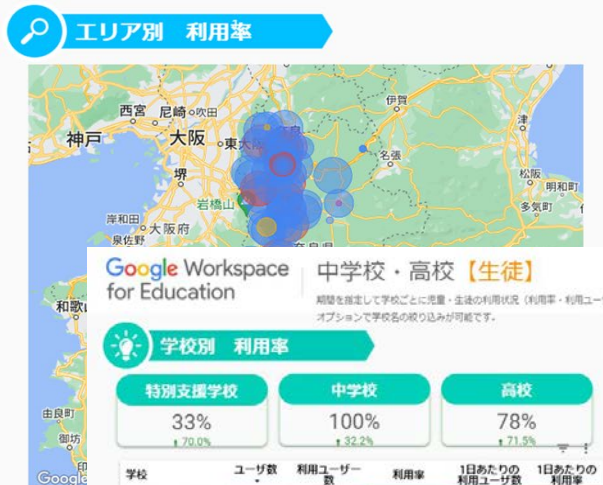 エリア別 利用率
西宮 尼崎 吹田
伊賀
神戸
大阪
東大阪
津
名張
堺
松阪
明和町
岩橋山
多気町
岸和田
大阪府
泉佐野
奈良県
Google Workspace
for Education
中学校・高校【生徒】
期間を指定して学校ごとに児童・生徒の利用状況（利用率・利用ユー
オプションで学校名の絞り込みが可能です。
和歌
学校別 利用率
特別支援学校
中学校
高校
33%
100%
78%
70.0%
32.2%
71.5%
由良町
御坊
印
Google
学校
ユーザ数
利用ユーザー数
利用率
1日あたりの利用ユーザ数
1日あたりの利用率